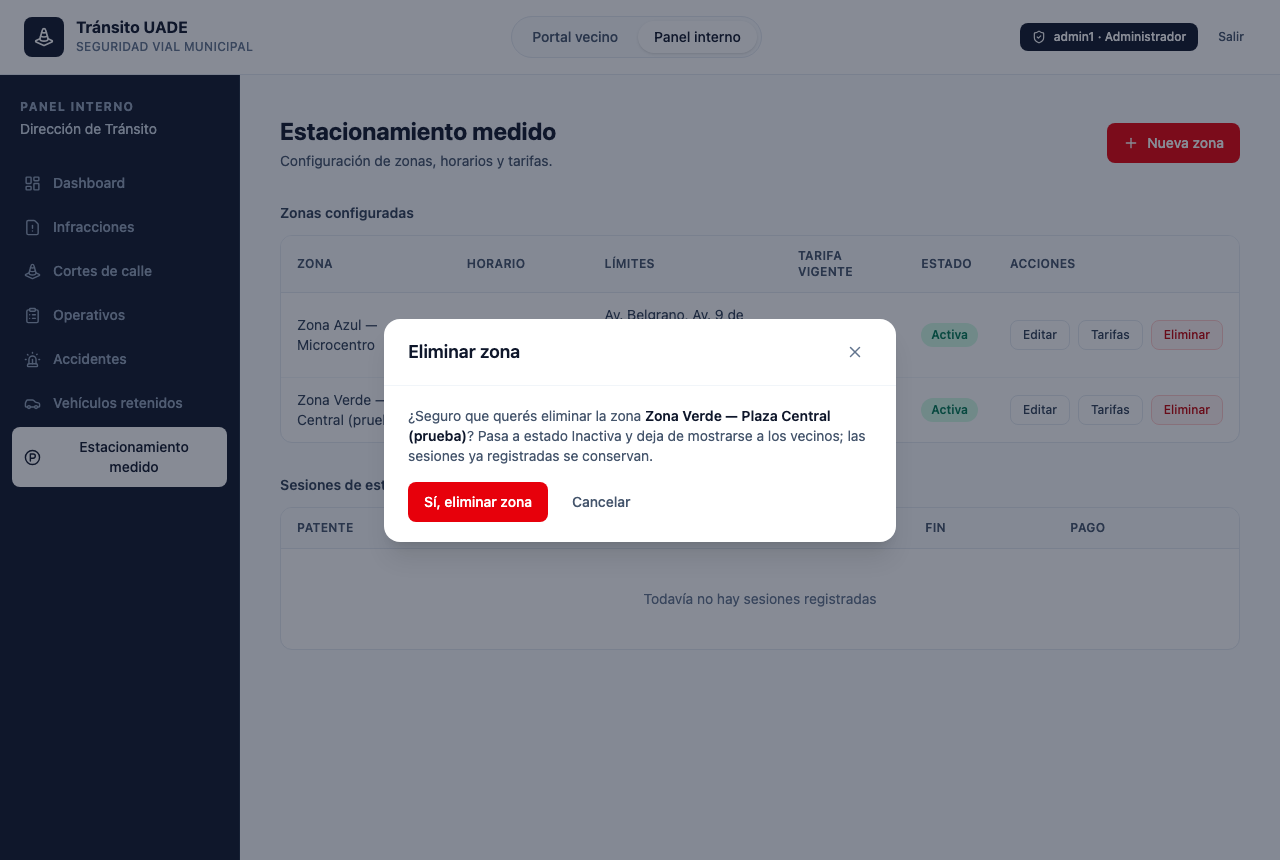 Tránsito UADE
SEGURIDAD VIAL MUNICIPAL
Portal vecino
Panel interno
admin1 · Administrador
Salir
PANEL INTERNO
Dirección de Tránsito
Dashboard
Infracciones
Cortes de calle
Operativos
Accidentes
Vehículos retenidos
Estacionamiento
medido
Estacionamiento medido
Configuración de zonas, horarios y tarifas.
+ Nueva zona
Zonas configuradas
ZONA
HORARIO
LÍMITES
TARIFA
VIGENTE
ESTADO
ACCIONES
Zona Azul —
Microcentro
Av. Belgrano, Av. 9 de
Activa
Editar
Tarifas
Eliminar
Zona Verde —
Central
Activa
Editar
Tarifas
Eliminar
Eliminar zona
¿Seguro que querés eliminar la zona Zona Verde — Plaza Central
(prueba)? Pasa a estado Inactiva y deja de mostrarse a los vecinos; las
sesiones ya registradas se conservan.
Sí, eliminar zona
Cancelar
Sesiones de
PATENTE
FIN
PAGO
Todavía no hay sesiones registradas